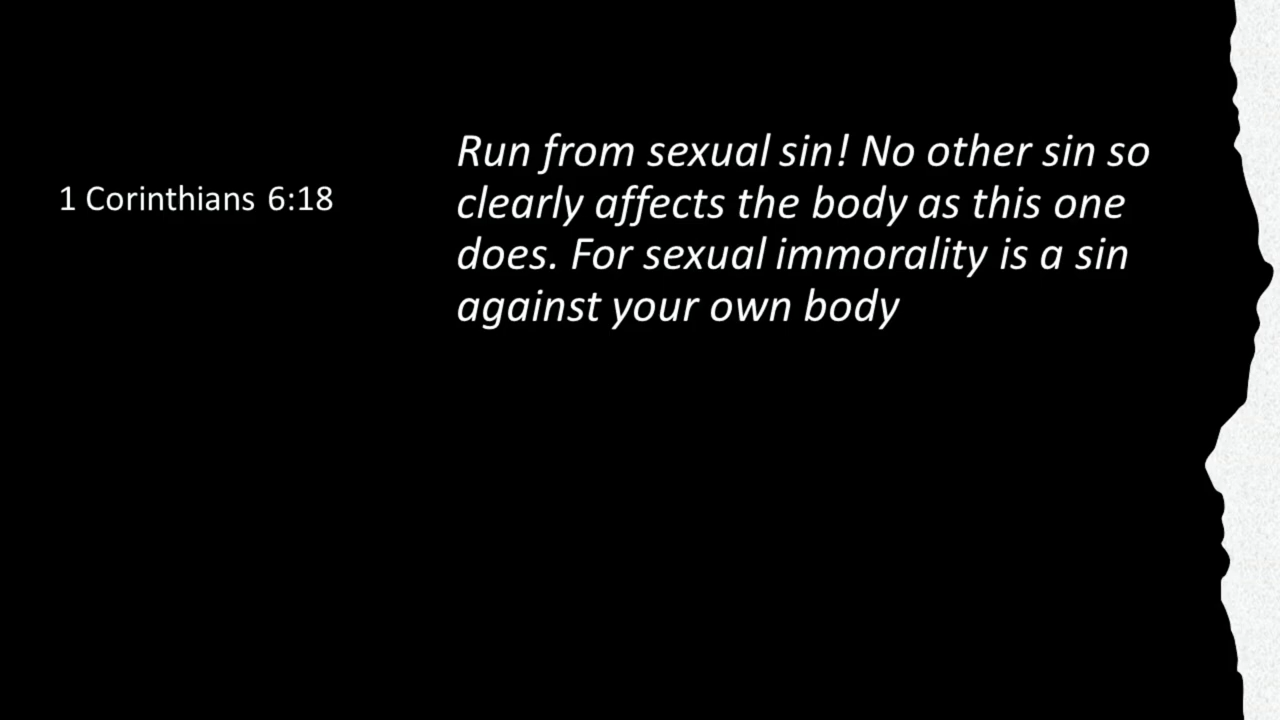 1 Corinthians 6:18
Run from sexual sin! No other sin so
clearly affects the body as this one
does. For sexual immorality is a sin
against your own body